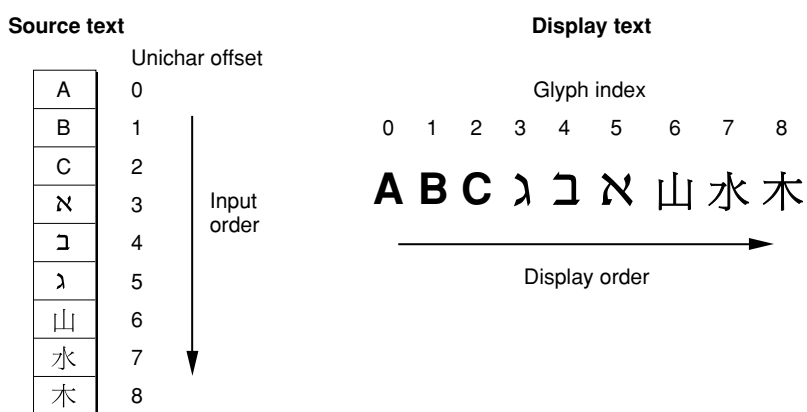 Source text
Unichar offset
A 0
B 1
C 2
א 3
ב 4
ג 5
山 6
水 7
木 8
Input
order
Display text
Glyph index
0 1 2 3 4 5 6 7 8
A B C ‭ג ב א‬ 山 水 木
Display order